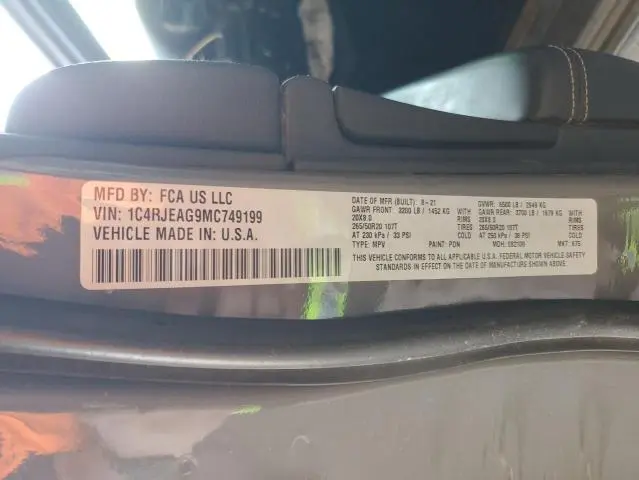 MFD BY: FCA US LLC
VIN: 1C4RJEAG9MC749199
VEHICLE MADE IN: U.S.A.
DATE OF MFR (BUILT): 8-21 GVWR: 6500 LB / 2949 KG
GAWR FRONT: 3200 LB / 1452 KG WITH GAWR REAR: 3700 LB / 1679 KG WITH
20X8.0 RIMS 20X8.0 RIMS
265/50R20 107T TIRES 265/50R20 107T TIRES
AT 230 kPa / 33 PSI COLD AT 250 kPa / 36 PSI COLD
TYPE: MPV PAINT: PDN MDH: MKT: K75
THIS VEHICLE CONFORMS TO ALL APPLICABLE U.S.A. FEDERAL MOTOR VEHICLE SAFETY
STANDARDS IN EFFECT ON THE DATE OF MANUFACTURE SHOWN ABOVE.